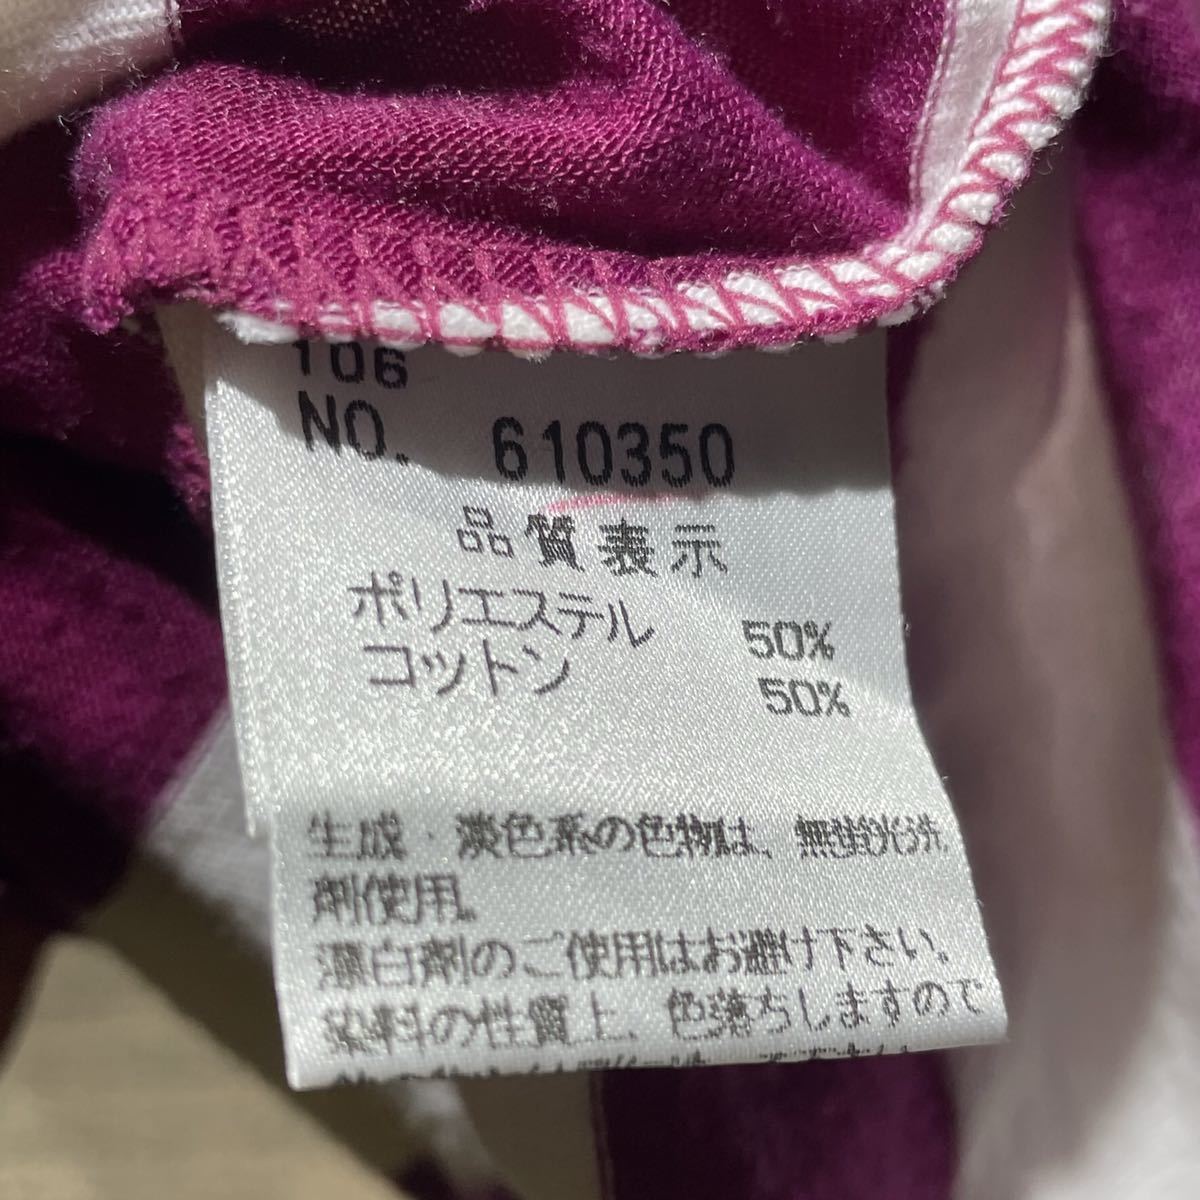 106
NO. 610350
品質表示
ポリエステル 50%
コットン 50%
生成・淡色系の色物は、無蛍光洗
剤使用。
漂白剤のご使用はお避け下さい。
染料の性質上、色落ちしますので